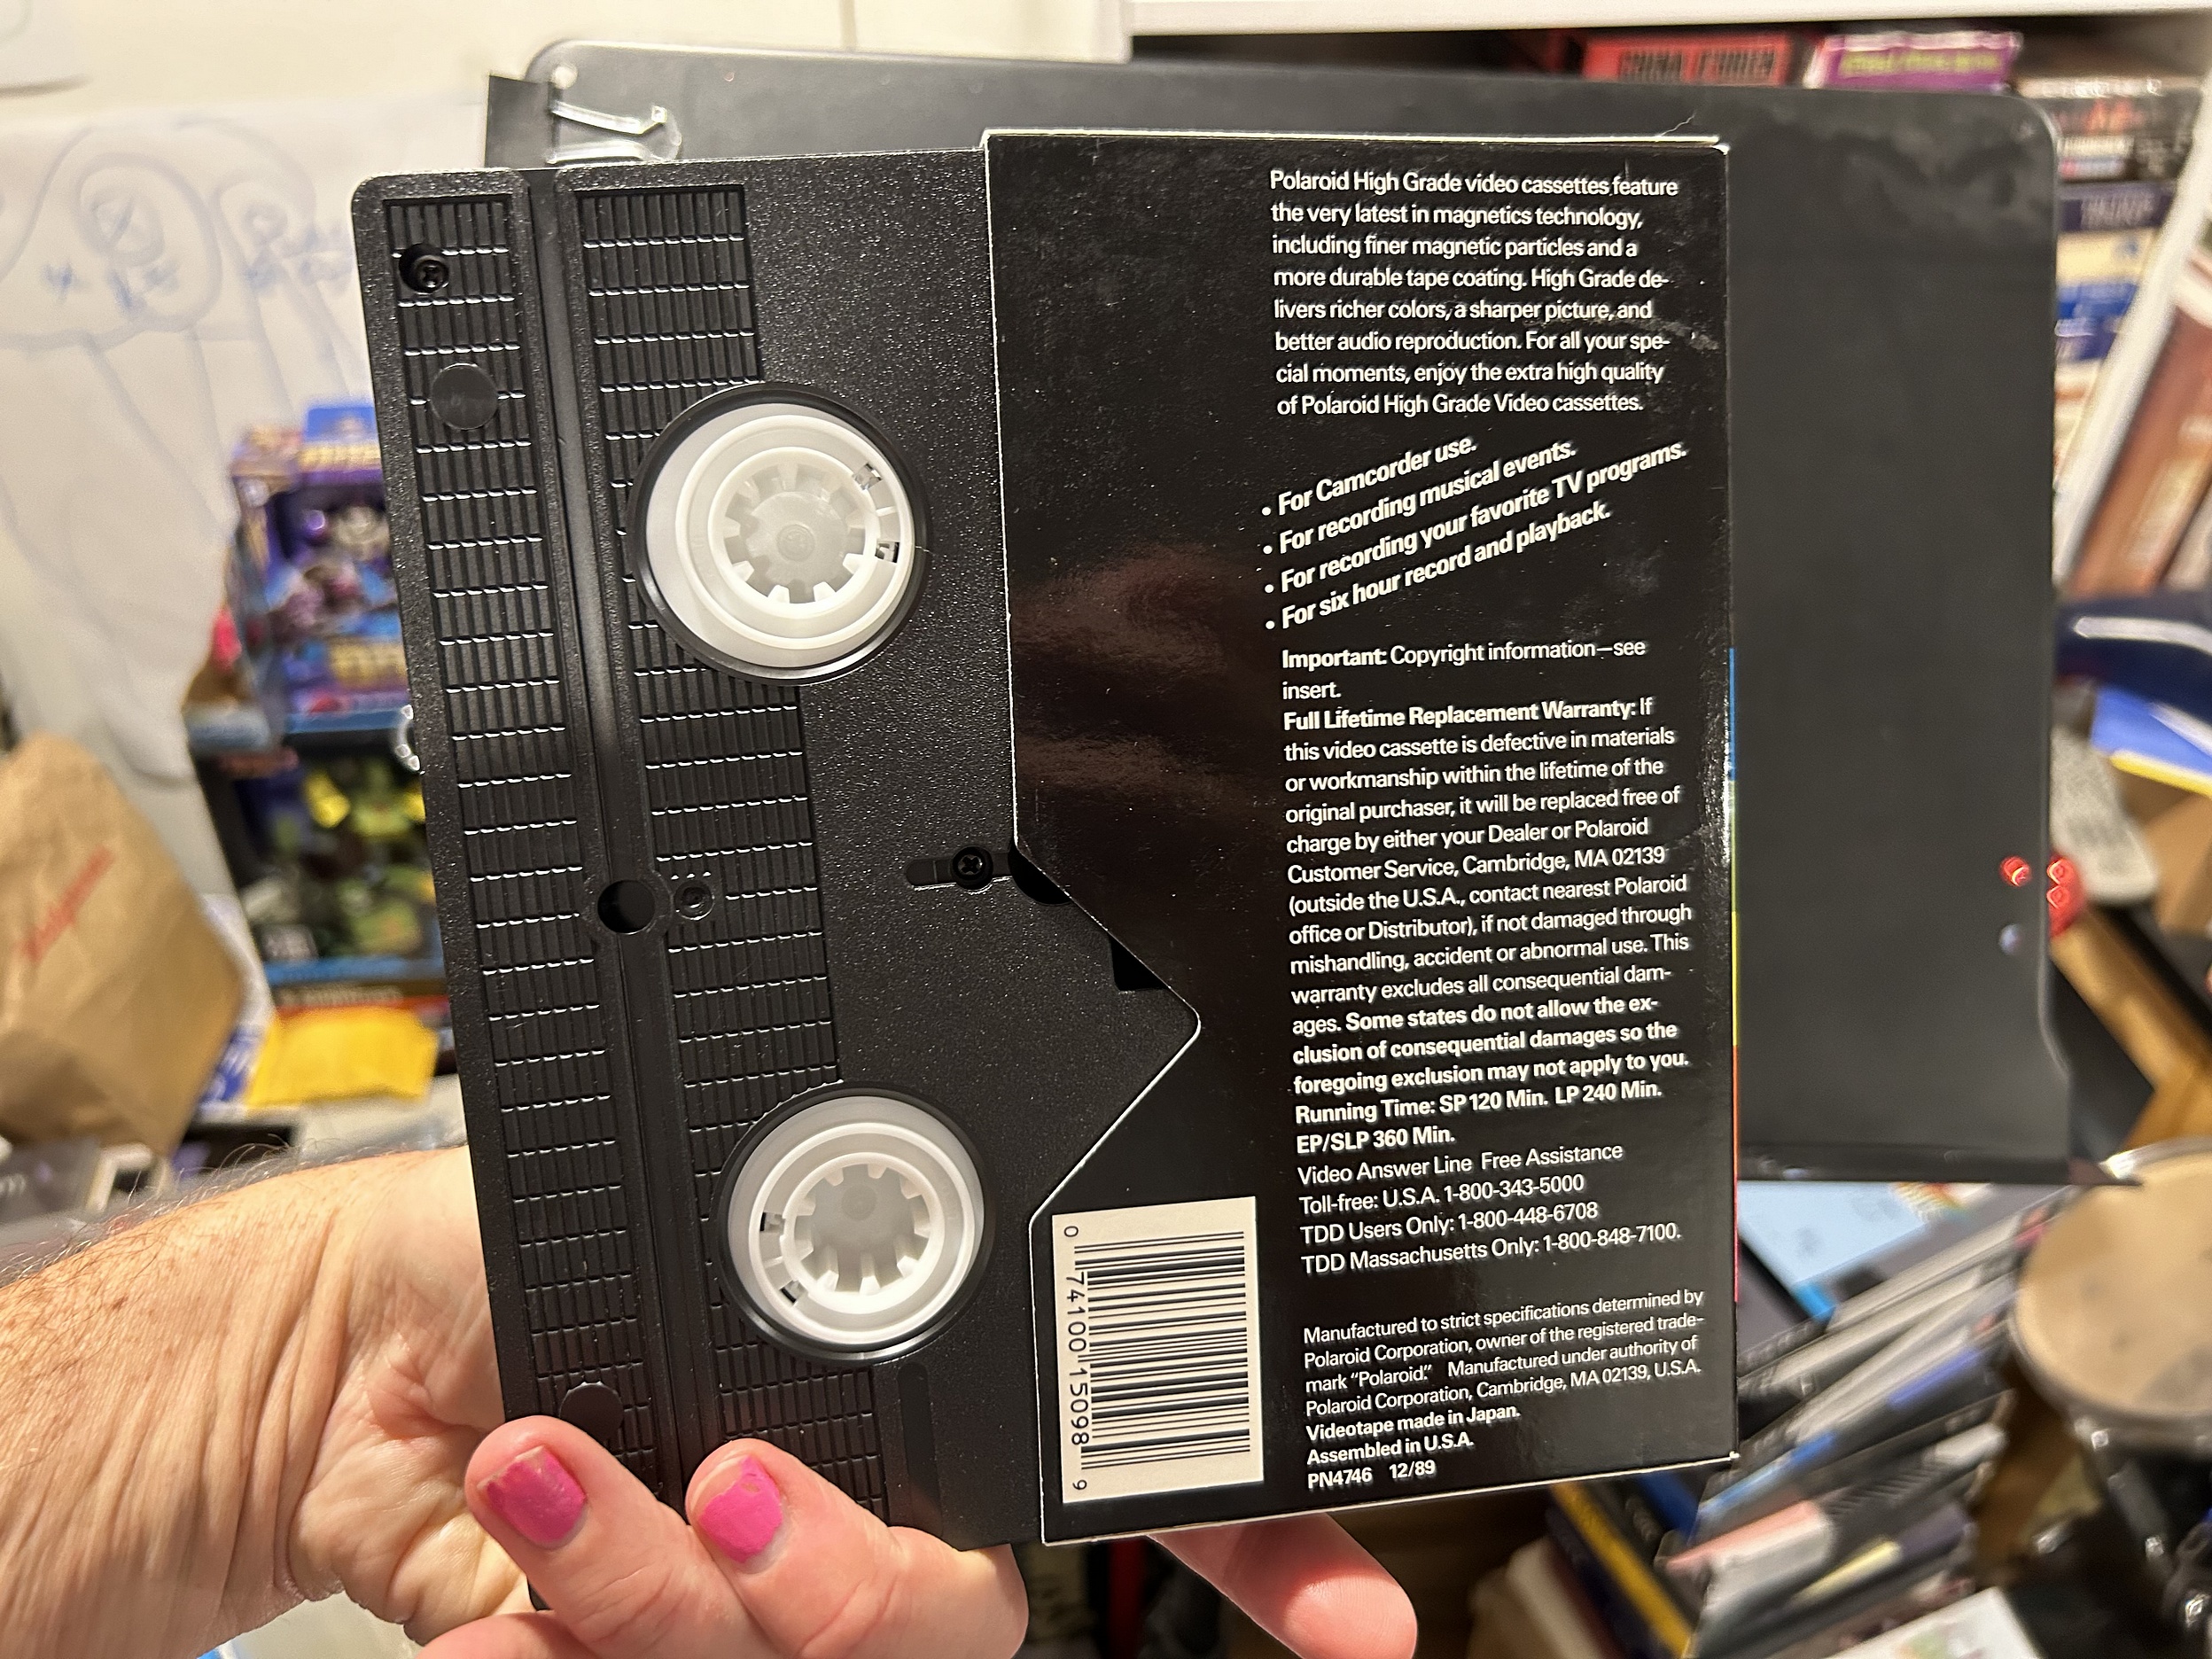 Polaroid High Grade video cassettes feature
the very latest in magnetics technology,
including finer magnetic particles and a
more durable tape coating. High Grade de-
livers richer colors, a sharper picture, and
better audio reproduction. For all your spe-
cial moments, enjoy the extra high quality
of Polaroid High Grade Video cassettes.
• For Camcorder use.
• For recording musical events.
• For recording your favorite TV programs.
• For six hour record and playback.
Important: Copyright information—see
insert.
Full Lifetime Replacement Warranty: If
this video cassette is defective in materials
or workmanship within the lifetime of the
original purchaser, it will be replaced free of
charge by either your Dealer or Polaroid
Customer Service, Cambridge, MA 02139
(outside the U.S.A., contact nearest Polaroid
office or Distributor), if not damaged through
mishandling, accident or abnormal use. This
warranty excludes all consequential dam-
ages. Some states do not allow the ex-
clusion of consequential damages so the
foregoing exclusion may not apply to you.
Running Time: SP 120 Min. LP 240 Min.
EP/SLP 360 Min.
Video Answer Line Free Assistance
Toll-free: U.S.A. 1-800-343-5000
TDD Users Only: 1-800-448-6708
TDD Massachusetts Only: 1-800-848-7100.
Manufactured to strict specifications determined by
Polaroid Corporation, owner of the registered trade-
mark “Polaroid.” Manufactured under authority of
Polaroid Corporation, Cambridge, MA 02139, U.S.A.
Videotape made in Japan.
Assembled in U.S.A.
PN4746 12/89
0 74100 15098 9